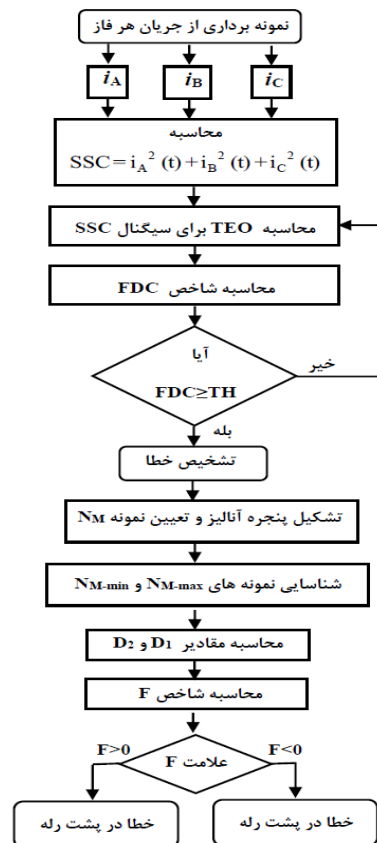 نمونه برداری از جریان هر فاز
iA
iB
iC
محاسبه
SSC = iA² (t) + iB² (t) + iC² (t)
محاسبه TEO برای سیگنال SSC
محاسبه شاخص FDC
آیا
FDC≥TH
خیر
بله
تشخیص خطا
تشکیل پنجره آنالیز و تعیین نمونه NM
شناسایی نمونه های NM-max و NM-min
محاسبه مقادیر D1 و D2
محاسبه شاخص F
F>0
F<0
علامت F
خطا در پشت رله
خطا در پشت رله